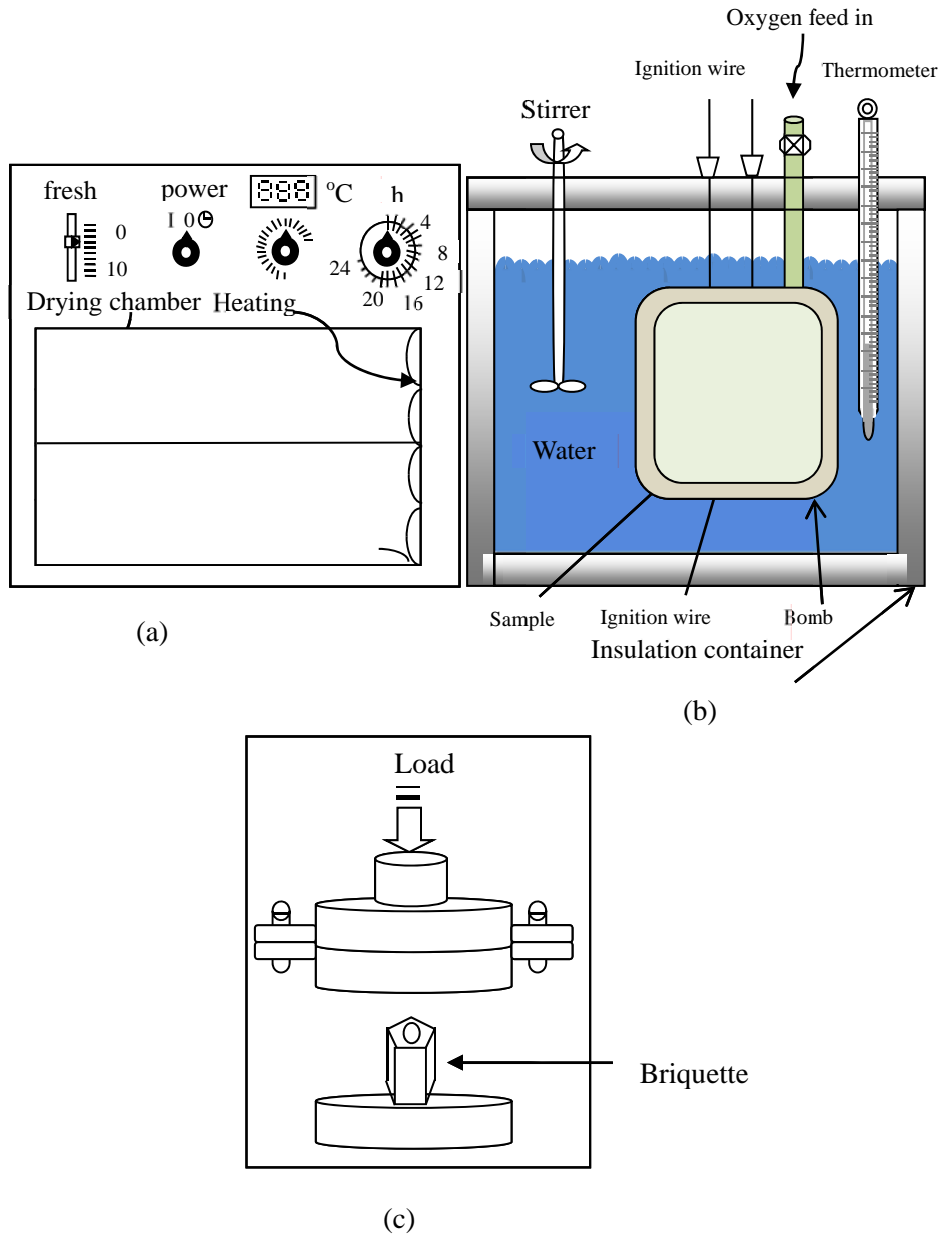 Oxygen feed in
Ignition wire
Thermometer
Stirrer
fresh
power
888 °C
h
I 0
0
10
4
8
12
16
20
24
Drying chamber
Heating
Water
Sample
Ignition wire
Bomb
Insulation container
(a)
(b)
Load
Briquette
(c)